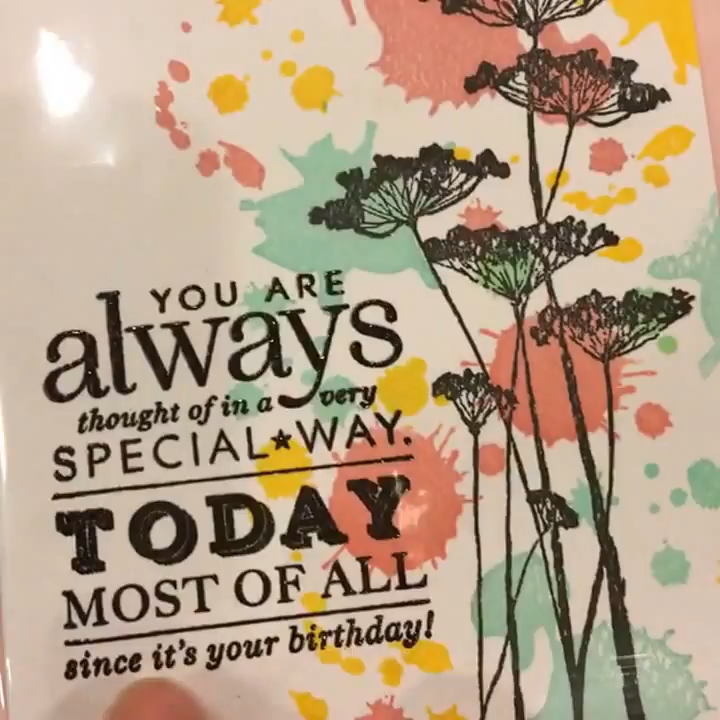 YOU ARE
always
thought of in a very
SPECIAL★WAY.
TODAY
MOST OF ALL
since it's your birthday!